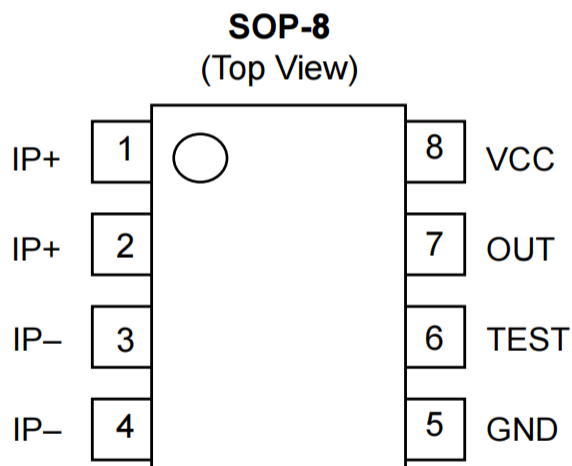 SOP-8
(Top View)
IP+ 1 8 VCC
IP+ 2 7 OUT
IP– 3 6 TEST
IP– 4 5 GND